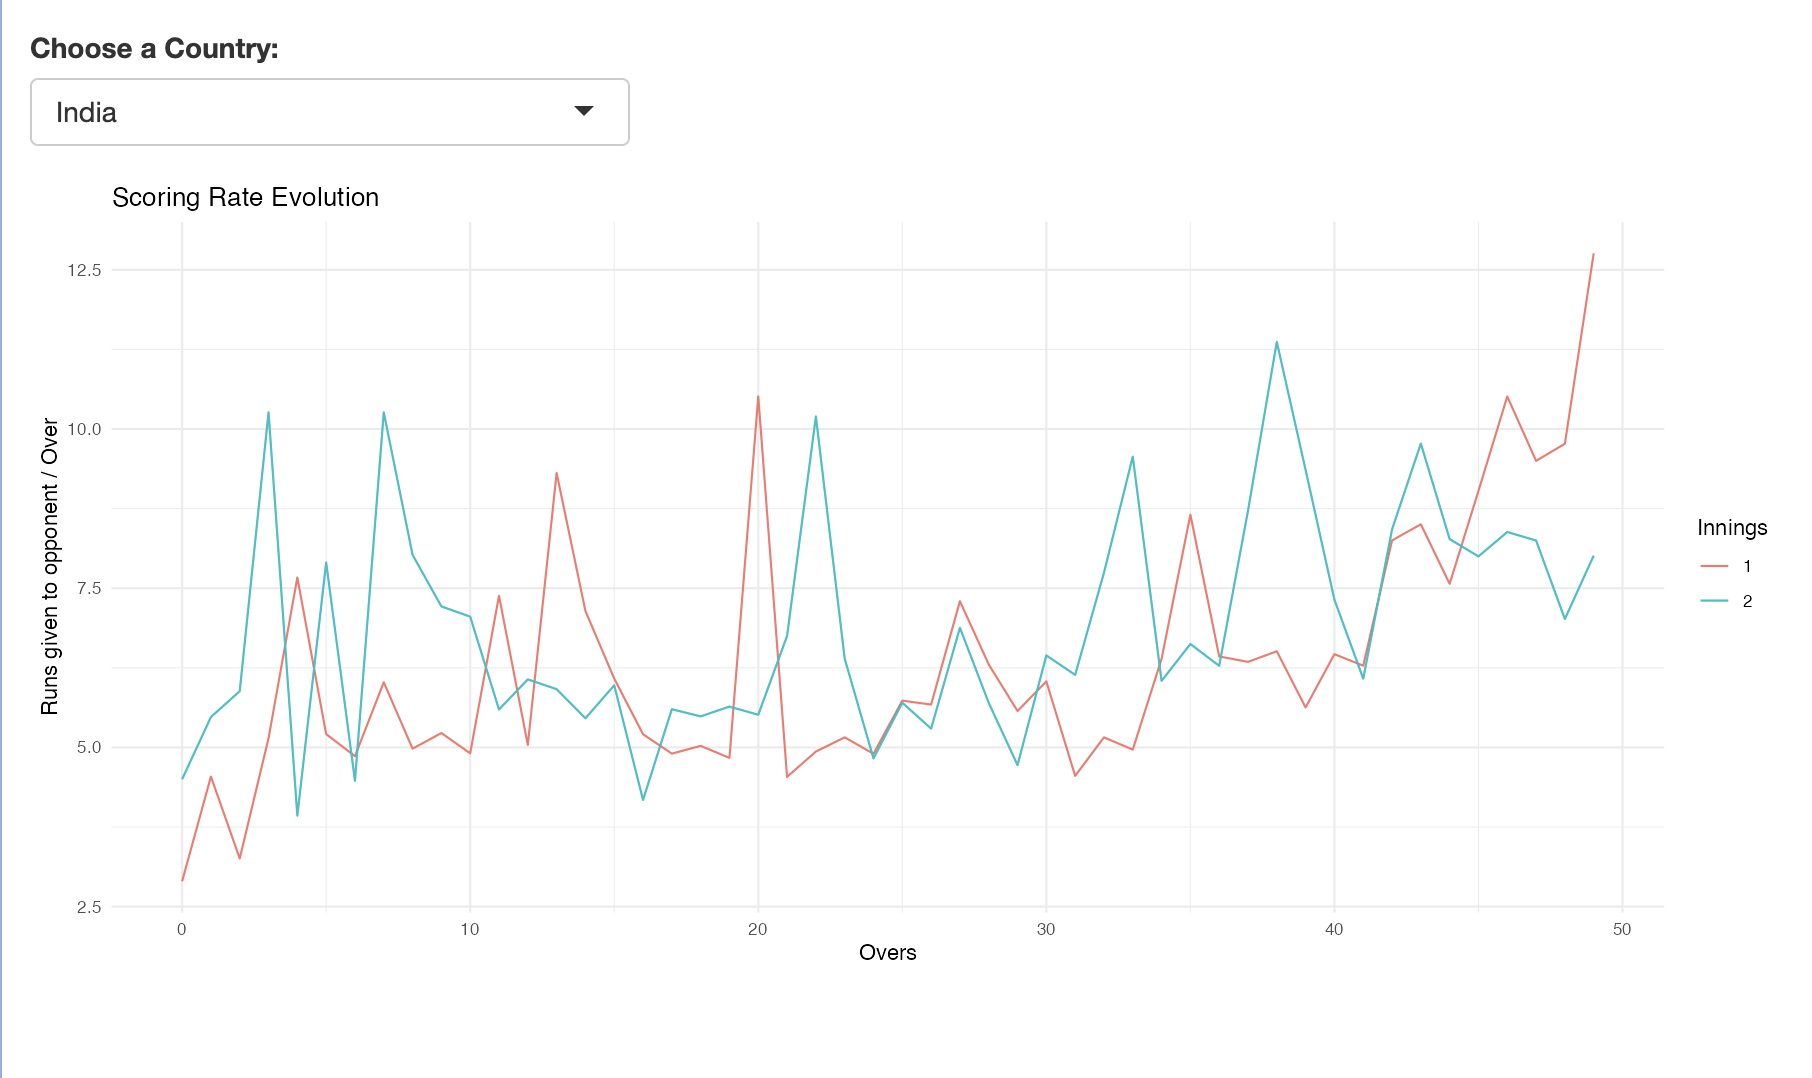 Choose a Country:
India
Scoring Rate Evolution
12.5
10.0
7.5
5.0
2.5
Runs given to opponent / Over
0 10 20 30 40 50
Overs
Innings
1
2